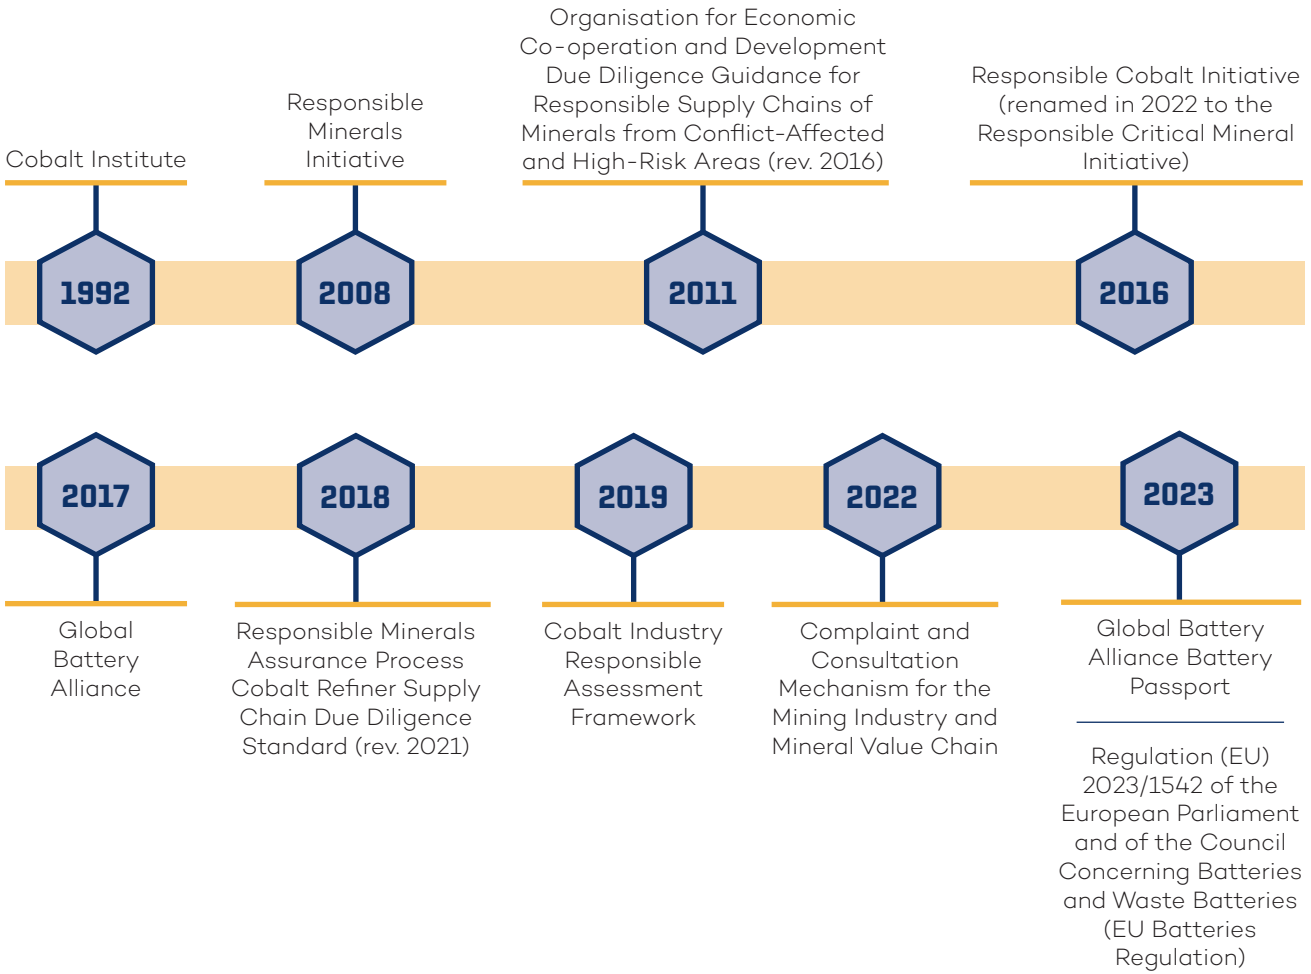 Cobalt Institute
1992
Responsible
Minerals
Initiative
2008
Organisation for Economic
Co-operation and Development
Due Diligence Guidance for
Responsible Supply Chains of
Minerals from Conflict-Affected
and High-Risk Areas (rev. 2016)
2011
Responsible Cobalt Initiative
(renamed in 2022 to the
Responsible Critical Mineral
Initiative)
2016
2017
Global
Battery
Alliance
2018
Responsible Minerals
Assurance Process
Cobalt Refiner Supply
Chain Due Diligence
Standard (rev. 2021)
2019
Cobalt Industry
Responsible
Assessment
Framework
2022
Complaint and
Consultation
Mechanism for the
Mining Industry and
Mineral Value Chain
2023
Global Battery
Alliance Battery
Passport
Regulation (EU)
2023/1542 of the
European Parliament
and of the Council
Concerning Batteries
and Waste Batteries
(EU Batteries
Regulation)